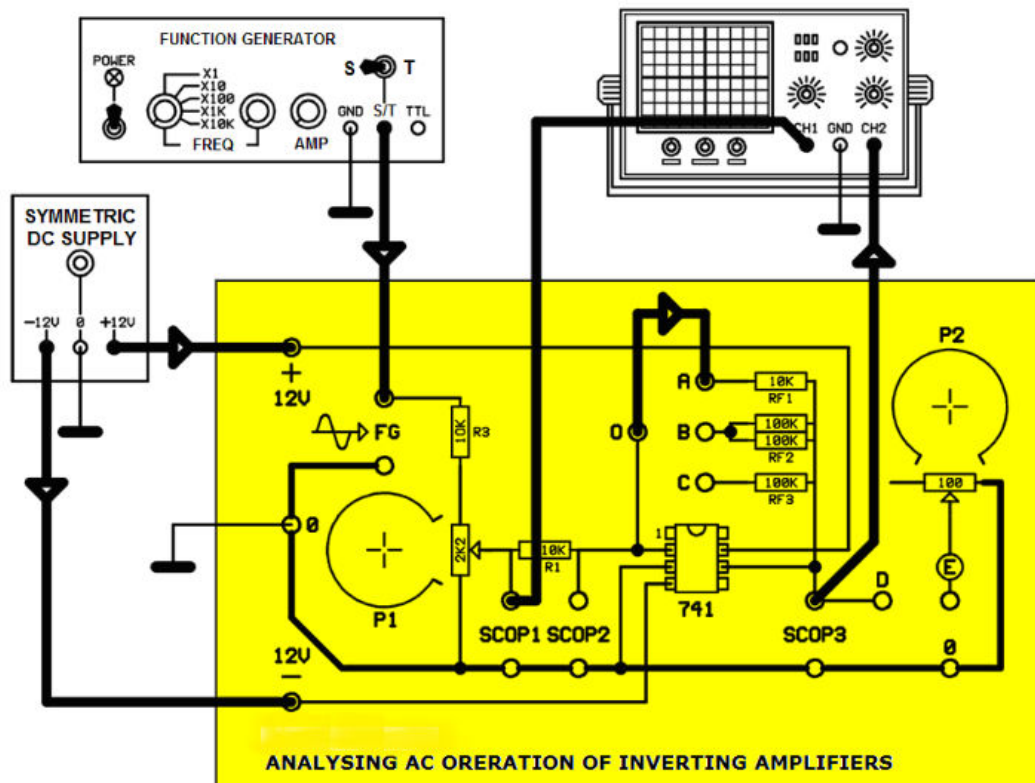 FUNCTION GENERATOR
POWER
S T
X1
X10
X100
X1K
X10K
GND S/T TTL
FREQ AMP
CH1 GND CH2
SYMMETRIC
DC SUPPLY
-12V 0 +12V
+
12V
FG
10K R3
0
2K2
P1
10K
R1
SCOP1 SCOP2
O
A 10K
RF1
B 100K
100K
RF2
C 100K
RF3
1
741
SCOP3
D
P2
100
E
0
12V
-
ANALYSING AC ORERATION OF INVERTING AMPLIFIERS